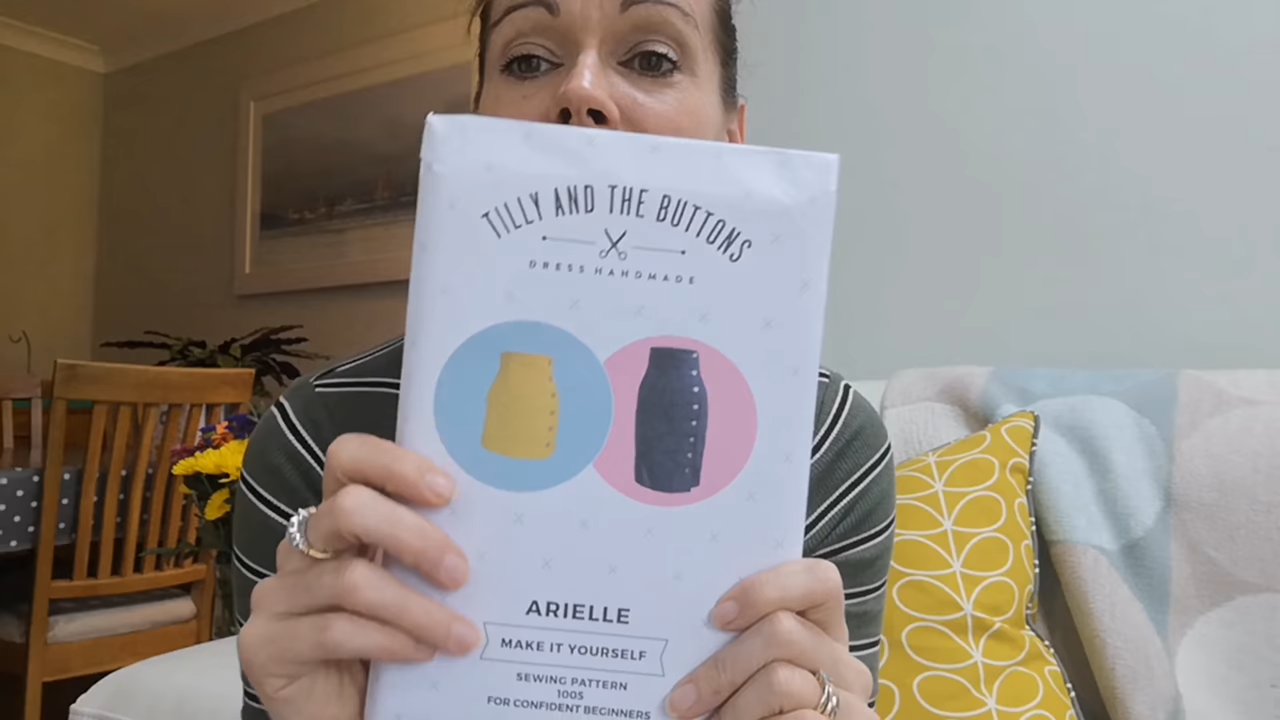 TILLY AND THE BUTTONS
DRESS HANDMADE
ARIELLE
MAKE IT YOURSELF
SEWING PATTERN
1005
FOR CONFIDENT BEGINNERS